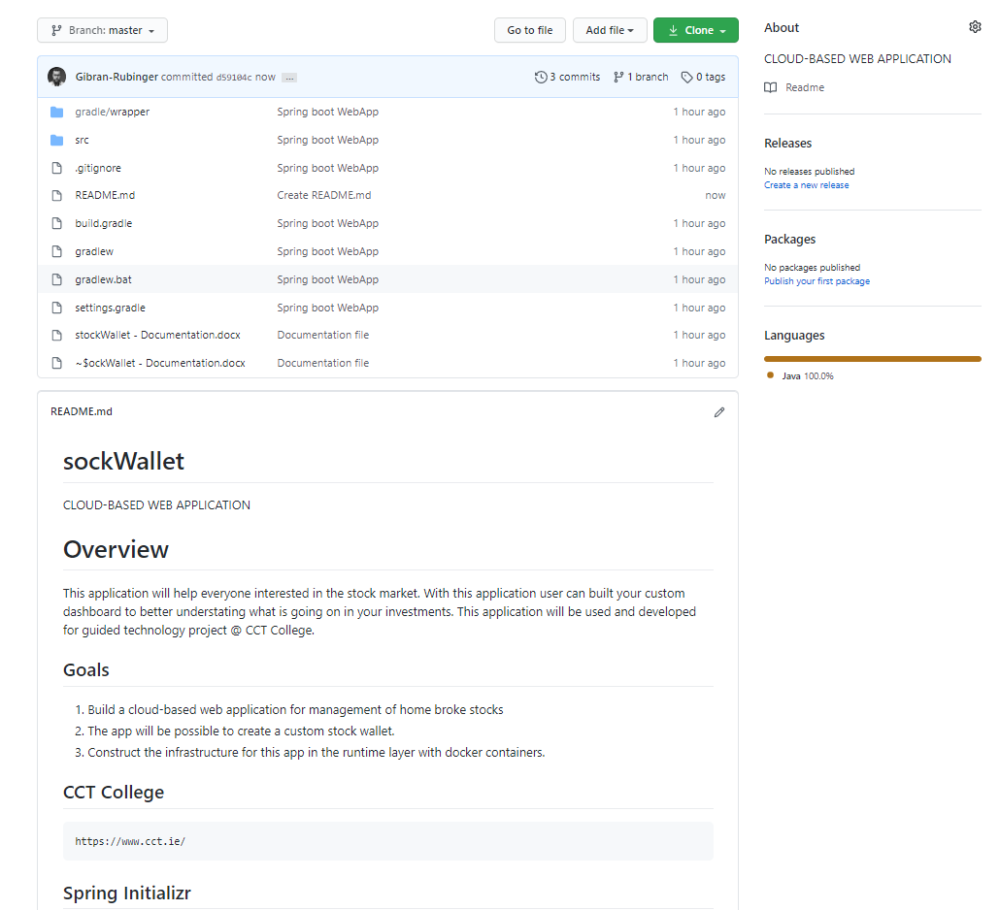 Branch: master
Go to file
Add file
Clone
Gibran-Rubinger committed d59104c now ...
3 commits
1 branch
0 tags
gradle/wrapper Spring boot WebApp 1 hour ago
src Spring boot WebApp 1 hour ago
.gitignore Spring boot WebApp 1 hour ago
README.md Create README.md now
build.gradle Spring boot WebApp 1 hour ago
gradlew Spring boot WebApp 1 hour ago
gradlew.bat Spring boot WebApp 1 hour ago
settings.gradle Spring boot WebApp 1 hour ago
stockWallet - Documentation.docx Documentation file 1 hour ago
~$ockWallet - Documentation.docx Documentation file 1 hour ago
README.md
sockWallet
CLOUD-BASED WEB APPLICATION
Overview
This application will help everyone interested in the stock market. With this application user can built your custom
dashboard to better understating what is going on in your investments. This application will be used and developed
for guided technology project @ CCT College.
Goals
1. Build a cloud-based web application for management of home broke stocks
2. The app will be possible to create a custom stock wallet.
3. Construct the infrastructure for this app in the runtime layer with docker containers.
CCT College
https://www.cct.ie/
Spring Initializr
About
CLOUD-BASED WEB APPLICATION
Readme
Releases
No releases published
Create a new release
Packages
No packages published
Publish your first package
Languages
Java 100.0%